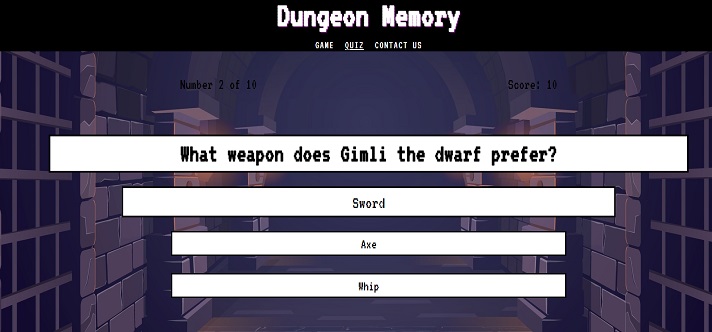 Dungeon Memory
GAME QUIZ CONTACT US
Number 2 of 10 Score: 10
What weapon does Gimli the dwarf prefer?
Sword
Axe
Whip